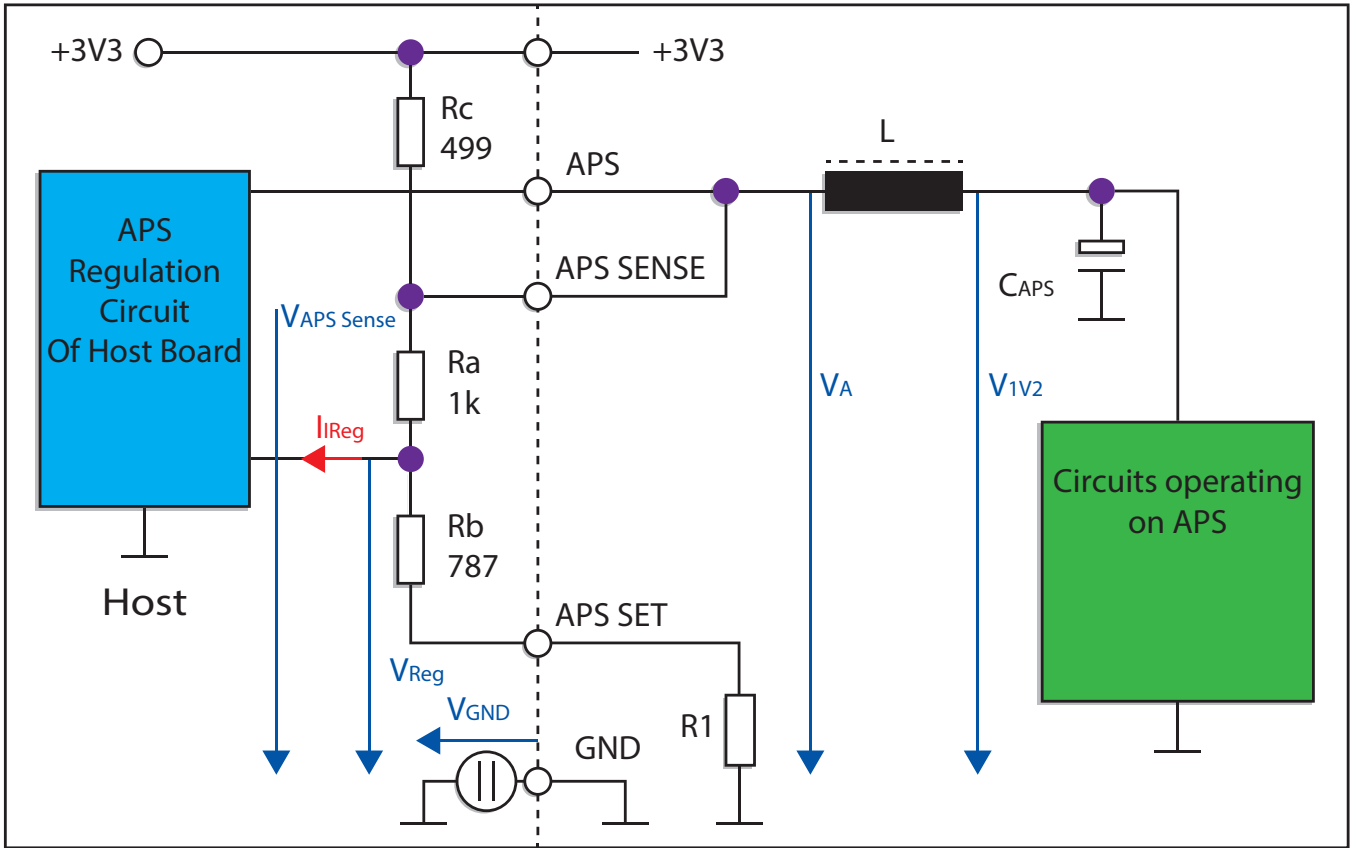 +3V3
+3V3
Rc
499
APS
L
APS
Regulation
Circuit
Of Host Board
APS SENSE
CAPS
VAPS Sense
Ra
1k
VA
V1V2
IIReg
Circuits operating
on APS
Rb
787
Host
APS SET
VReg
VGND
R1
GND